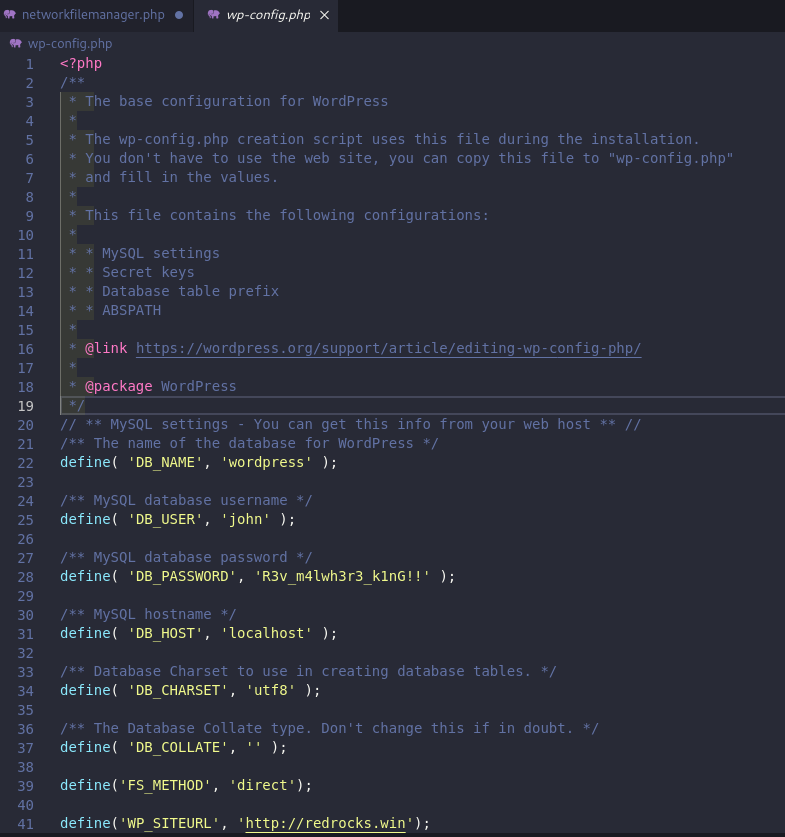 networkfilemanager.php
wp-config.php
wp-config.php
1 <?php
2 /**
3  * The base configuration for WordPress
4  *
5  * The wp-config.php creation script uses this file during the installation.
6  * You don't have to use the web site, you can copy this file to "wp-config.php"
7  * and fill in the values.
8  *
9  * This file contains the following configurations:
10  *
11  * * MySQL settings
12  * * Secret keys
13  * * Database table prefix
14  * * ABSPATH
15  *
16  * @link https://wordpress.org/support/article/editing-wp-config-php/
17  *
18  * @package WordPress
19  */
20 // ** MySQL settings - You can get this info from your web host ** //
21 /** The name of the database for WordPress */
22 define( 'DB_NAME', 'wordpress' );
23
24 /** MySQL database username */
25 define( 'DB_USER', 'john' );
26
27 /** MySQL database password */
28 define( 'DB_PASSWORD', 'R3v_m4lwh3r3_k1nG!!' );
29
30 /** MySQL hostname */
31 define( 'DB_HOST', 'localhost' );
32
33 /** Database Charset to use in creating database tables. */
34 define( 'DB_CHARSET', 'utf8' );
35
36 /** The Database Collate type. Don't change this if in doubt. */
37 define( 'DB_COLLATE', '' );
38
39 define('FS_METHOD', 'direct');
40
41 define('WP_SITEURL', 'http://redrocks.win');